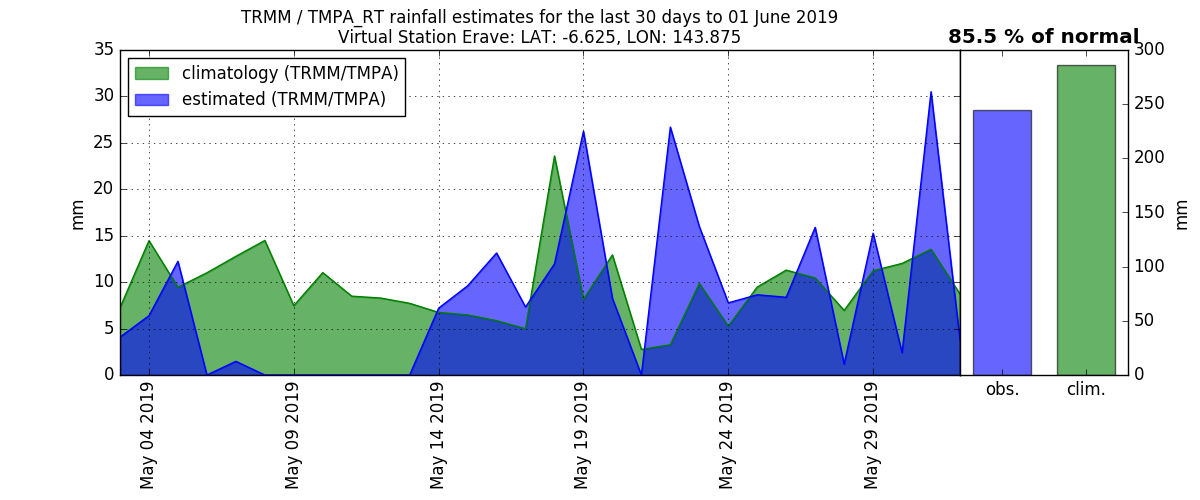 TRMM / TMPA_RT rainfall estimates for the last 30 days to 01 June 2019
Virtual Station Erave: LAT: -6.625, LON: 143.875
85.5 % of normal
climatology (TRMM/TMPA)
estimated (TRMM/TMPA)
35
30
25
20
15
10
5
0
mm
May 04 2019
May 09 2019
May 14 2019
May 19 2019
May 24 2019
May 29 2019
300
250
200
150
100
50
0
mm
obs.
clim.